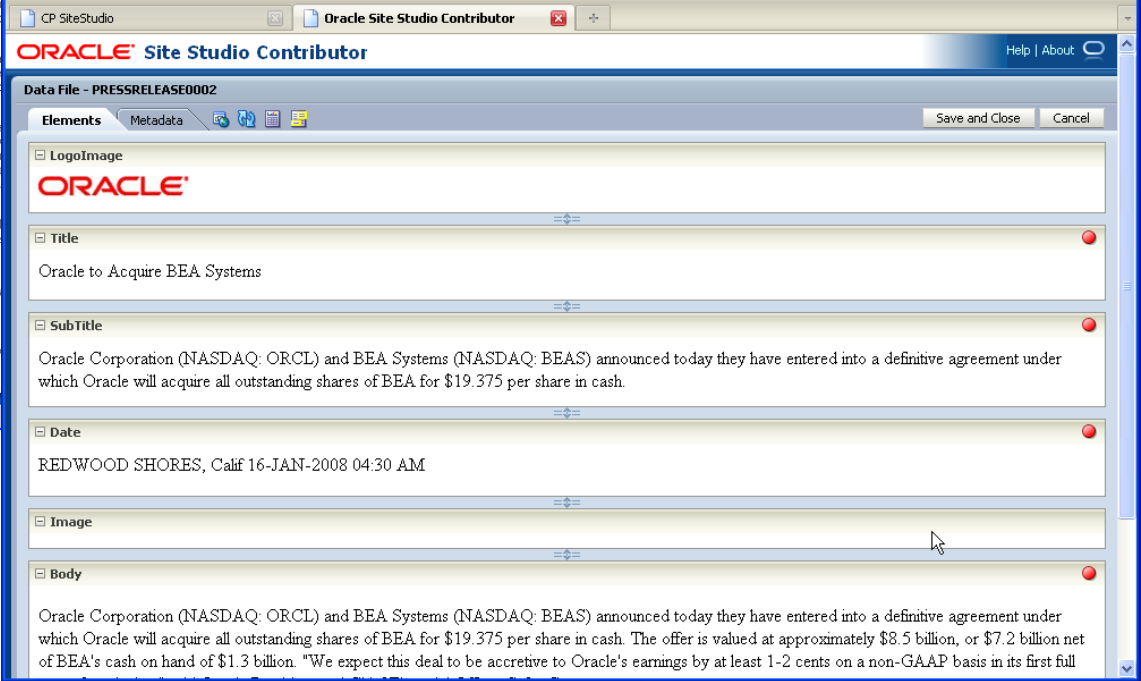 CP SiteStudio
Oracle Site Studio Contributor
ORACLE Site Studio Contributor
Help | About
Data File - PRESSRELEASE0002
Elements
Metadata
Save and Close
Cancel
LogoImage
ORACLE
Title
Oracle to Acquire BEA Systems
SubTitle
Oracle Corporation (NASDAQ: ORCL) and BEA Systems (NASDAQ: BEAS) announced today they have entered into a definitive agreement under
which Oracle will acquire all outstanding shares of BEA for $19.375 per share in cash.
Date
REDWOOD SHORES, Calif 16-JAN-2008 04:30 AM
Image
Body
Oracle Corporation (NASDAQ: ORCL) and BEA Systems (NASDAQ: BEAS) announced today they have entered into a definitive agreement under
which Oracle will acquire all outstanding shares of BEA for $19.375 per share in cash. The offer is valued at approximately $8.5 billion, or $7.2 billion net
of BEA's cash on hand of $1.3 billion. "We expect this deal to be accretive to Oracle's earnings by at least 1-2 cents on a non-GAAP basis in its first full